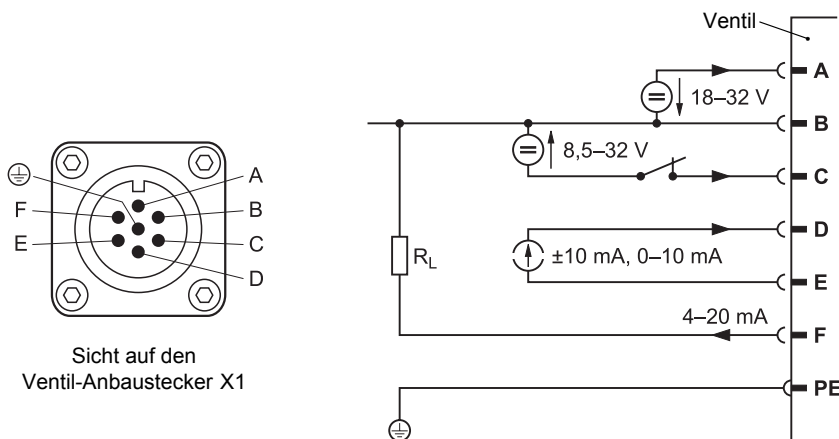 Ventil
A
18–32 V
B
8,5–32 V
C
D
±10 mA, 0–10 mA
E
R_L
4–20 mA
F
PE
A
F
B
E
C
D
Sicht auf den
Ventil-Anbaustecker X1